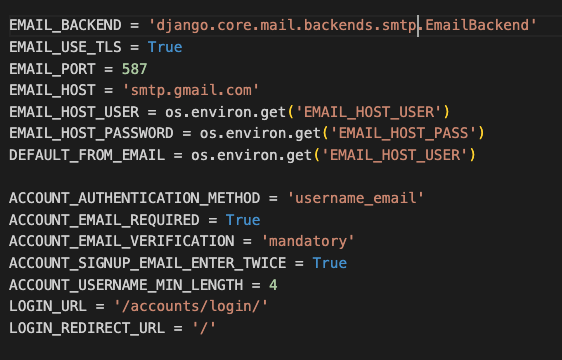 EMAIL_BACKEND = 'django.core.mail.backends.smtp.EmailBackend'
EMAIL_USE_TLS = True
EMAIL_PORT = 587
EMAIL_HOST = 'smtp.gmail.com'
EMAIL_HOST_USER = os.environ.get('EMAIL_HOST_USER')
EMAIL_HOST_PASSWORD = os.environ.get('EMAIL_HOST_PASS')
DEFAULT_FROM_EMAIL = os.environ.get('EMAIL_HOST_USER')
ACCOUNT_AUTHENTICATION_METHOD = 'username_email'
ACCOUNT_EMAIL_REQUIRED = True
ACCOUNT_EMAIL_VERIFICATION = 'mandatory'
ACCOUNT_SIGNUP_EMAIL_ENTER_TWICE = True
ACCOUNT_USERNAME_MIN_LENGTH = 4
LOGIN_URL = '/accounts/login/'
LOGIN_REDIRECT_URL = '/'